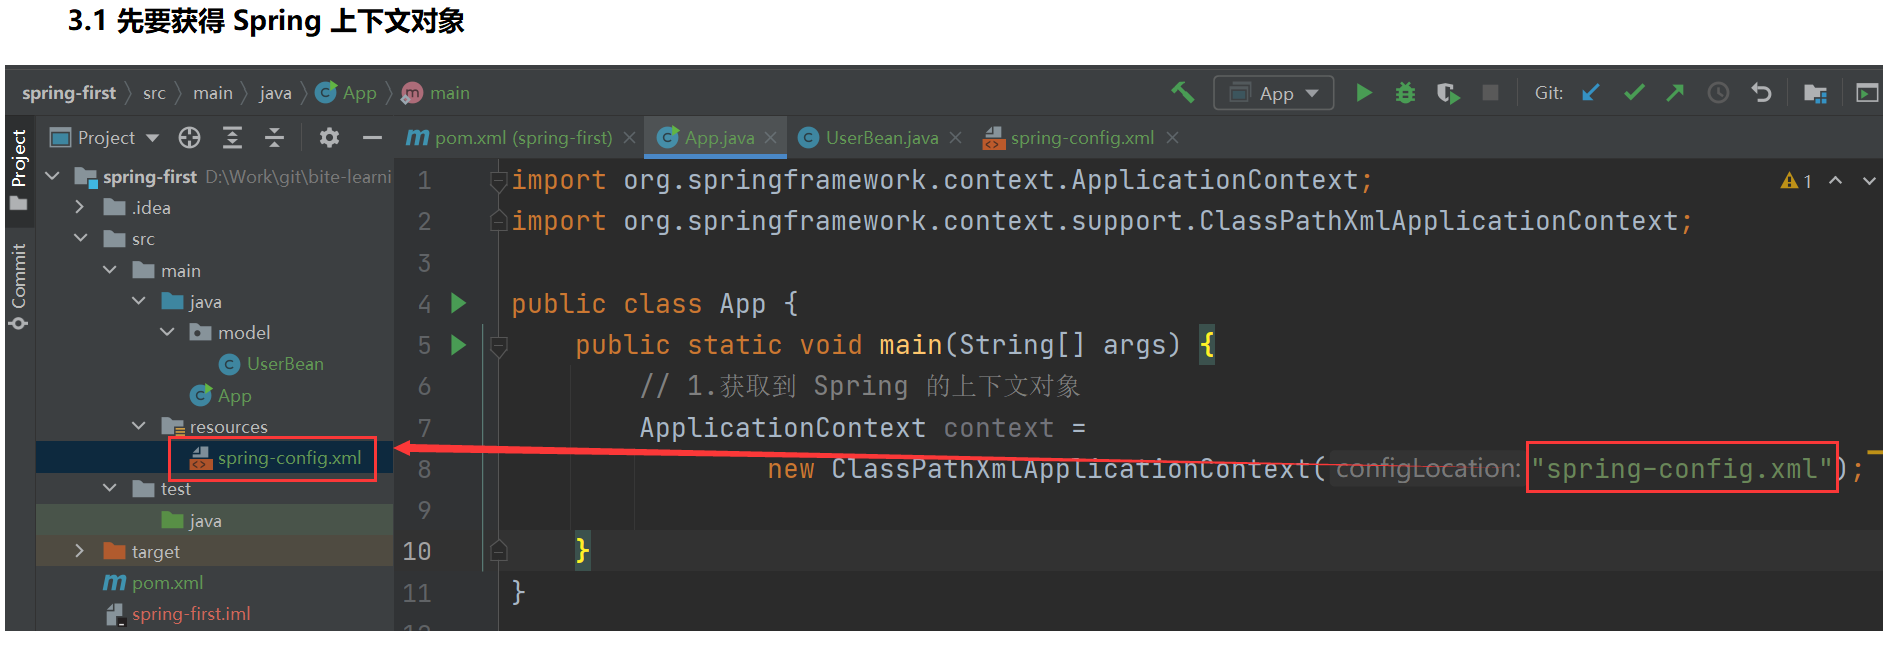 3.1 先要获得 Spring 上下文对象
spring-first src main java App main
App Git:
Project
Commit
Project
pom.xml (spring-first) App.java UserBean.java spring-config.xml
spring-first D:\Work\git\bite-learni
.idea
src
main
java
model
UserBean
App
resources
spring-config.xml
test
java
target
pom.xml
spring-first.iml
1 import org.springframework.context.ApplicationContext;
2 import org.springframework.context.support.ClassPathXmlApplicationContext;
3
4 public class App {
5 public static void main(String[] args) {
6 // 1.获取到 Spring 的上下文对象
7 ApplicationContext context =
8 new ClassPathXmlApplicationContext( configLocation: "spring-config.xml");
9
10 }
11 }
1